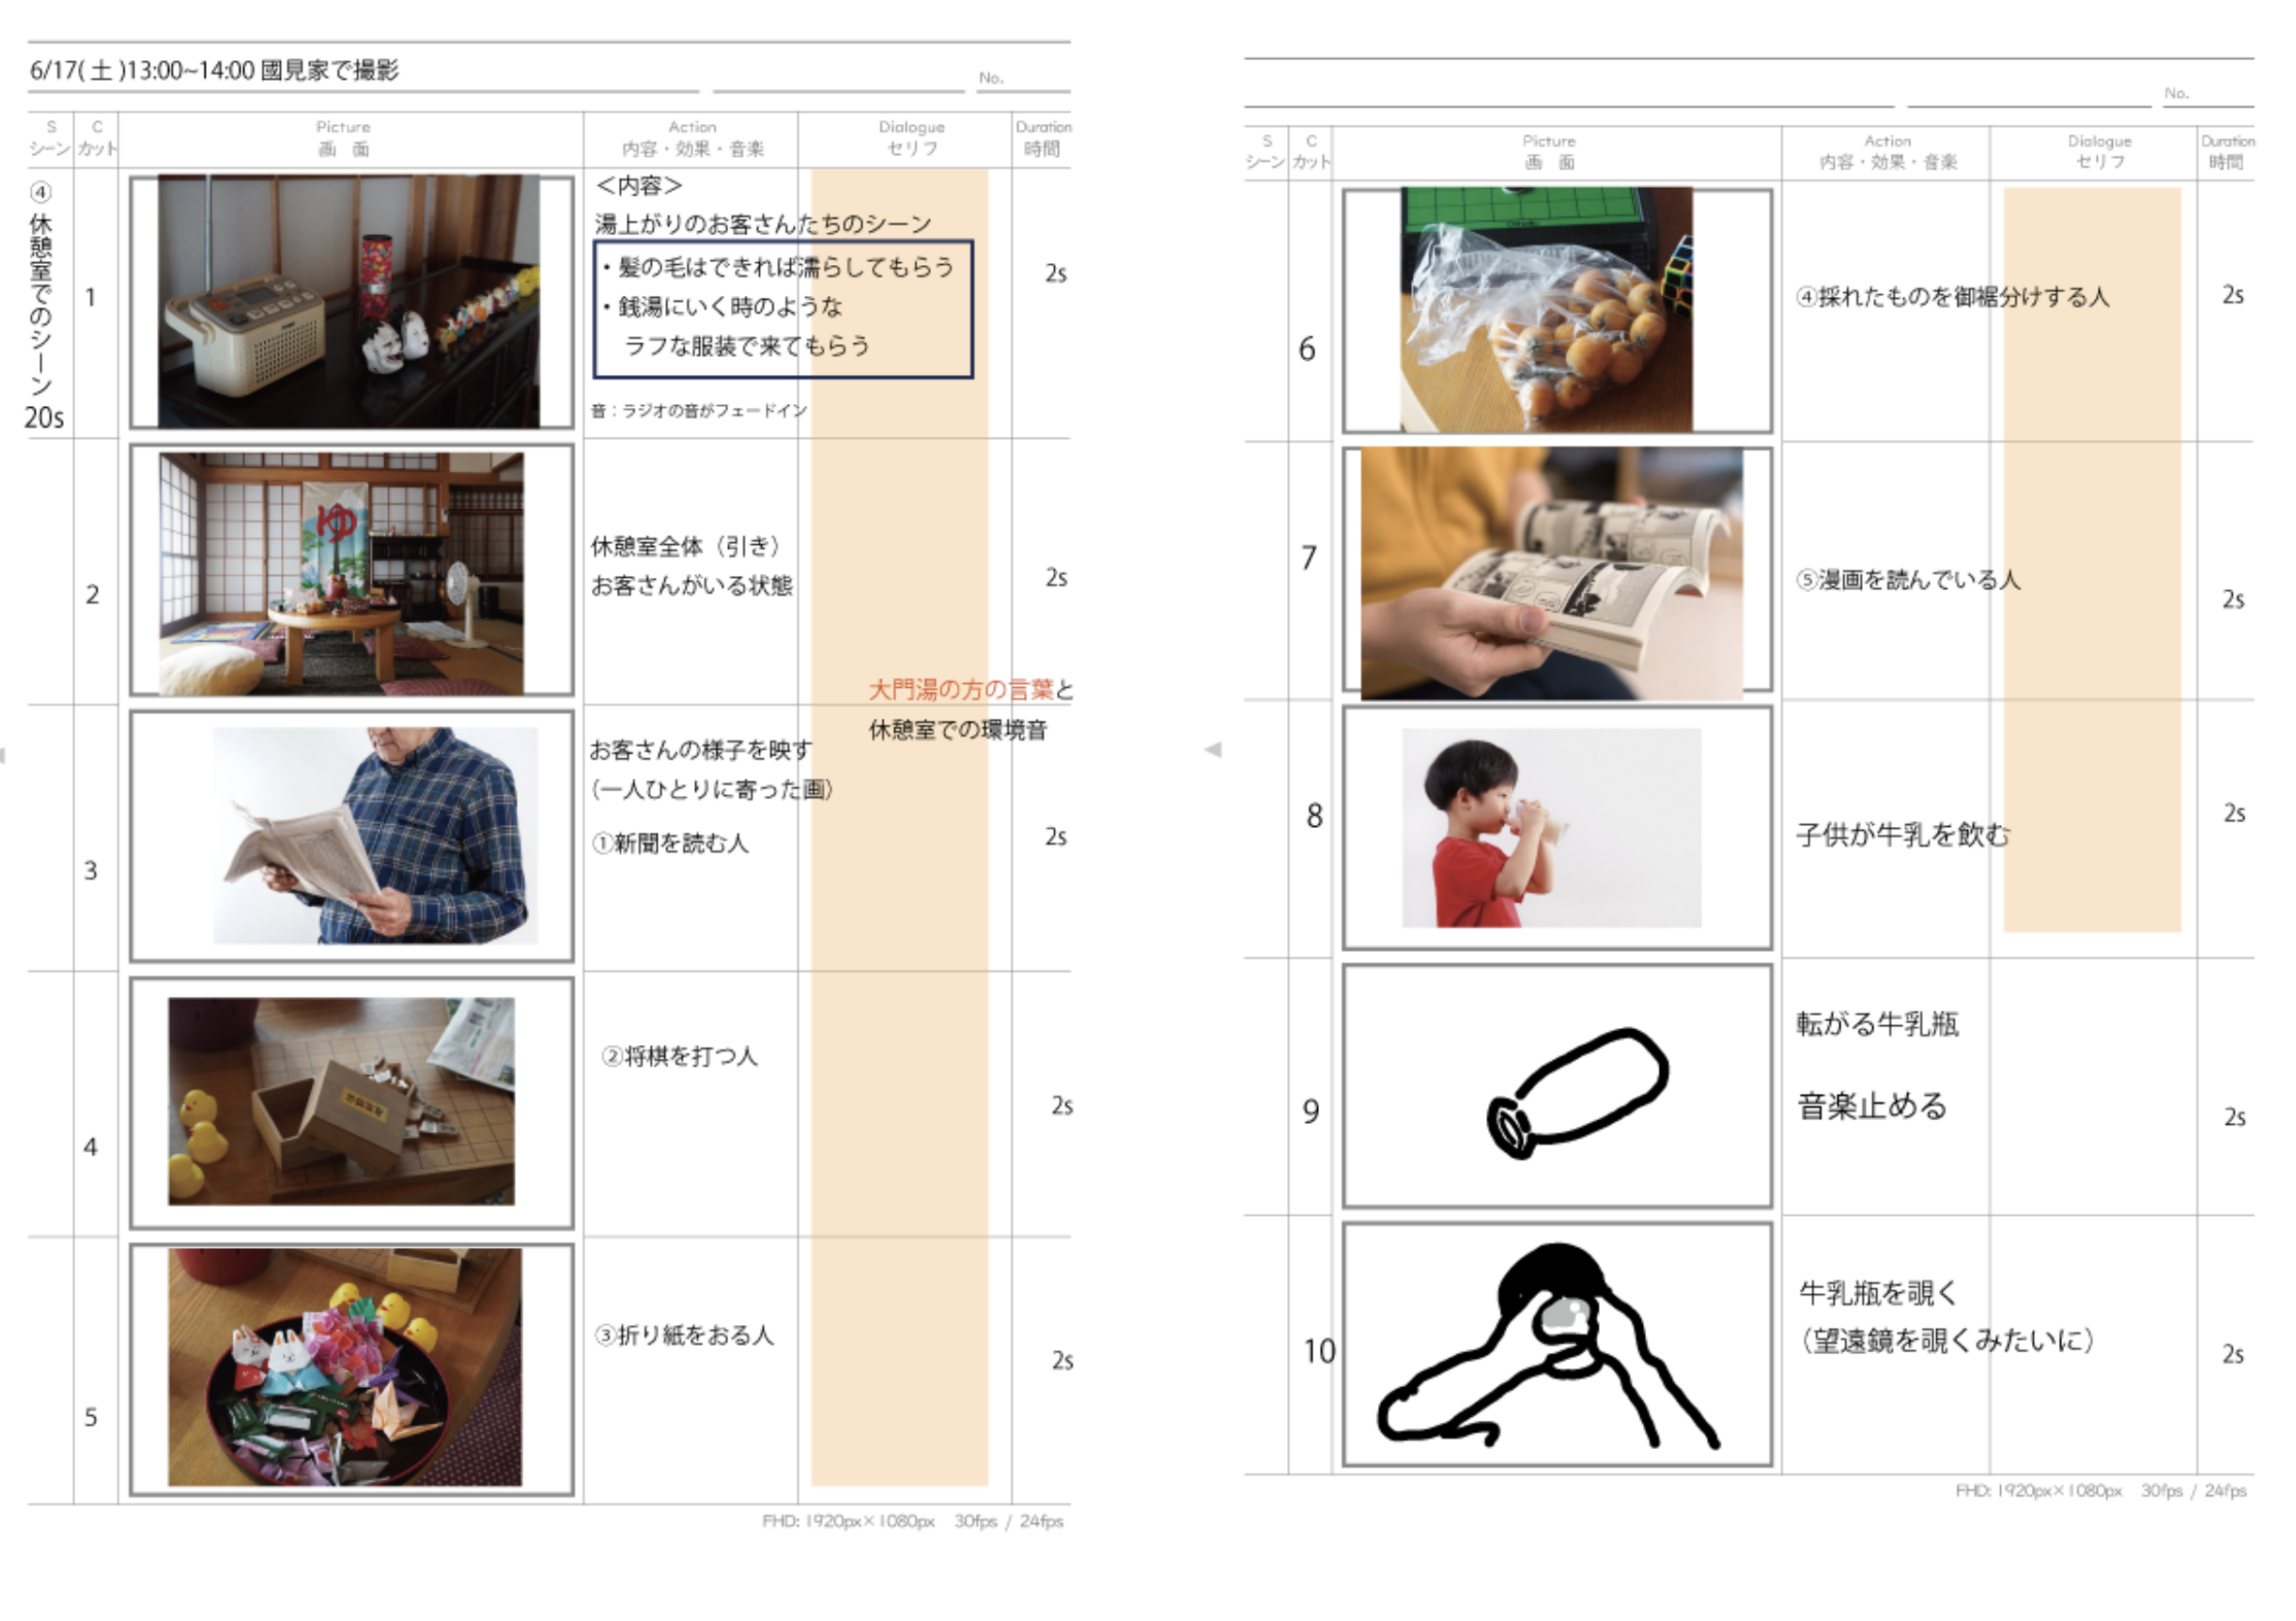 6/17(土)13:00~14:00 國見家で撮影
No.
S
シーン
C
カット
Picture
画 面
Action
内容・効果・音楽
Dialogue
セリフ
Duration
時間
④休憩室でのシーン
20s
1
<内容>
湯上がりのお客さんたちのシーン
・髪の毛はできれば濡らしてもらう
・銭湯にいく時のような
ラフな服装で来てもらう
音：ラジオの音がフェードイン
2s
2
ゆ
休憩室全体（引き）
お客さんがいる状態
2s
大門湯の方の言葉と
休憩室での環境音
3
お客さんの様子を映す
（一人ひとりに寄った画）
①新聞を読む人
2s
4
②将棋を打つ人
2s
5
③折り紙をおる人
2s
FHD: 1920px×1080px 30fps / 24fps
No.
S
シーン
C
カット
Picture
画 面
Action
内容・効果・音楽
Dialogue
セリフ
Duration
時間
6
④採れたものを御裾分けする人
2s
7
⑤漫画を読んでいる人
2s
8
子供が牛乳を飲む
2s
9
転がる牛乳瓶
音楽止める
2s
10
牛乳瓶を覗く
（望遠鏡を覗くみたいに）
2s
FHD: 1920px×1080px 30fps / 24fps